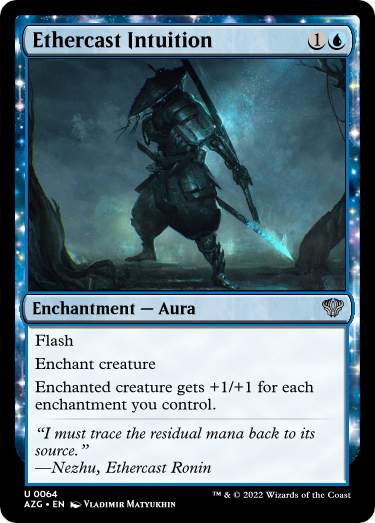 Ethercast Intuition 1
Enchantment — Aura
Flash
Enchant creature
Enchanted creature gets +1/+1 for each
enchantment you control.
“I must trace the residual mana back to its
source.”
—Nezhu, Ethercast Ronin
U 0064
AZG • EN Vladimir Matyukhin
™ & © 2022 Wizards of the Coast